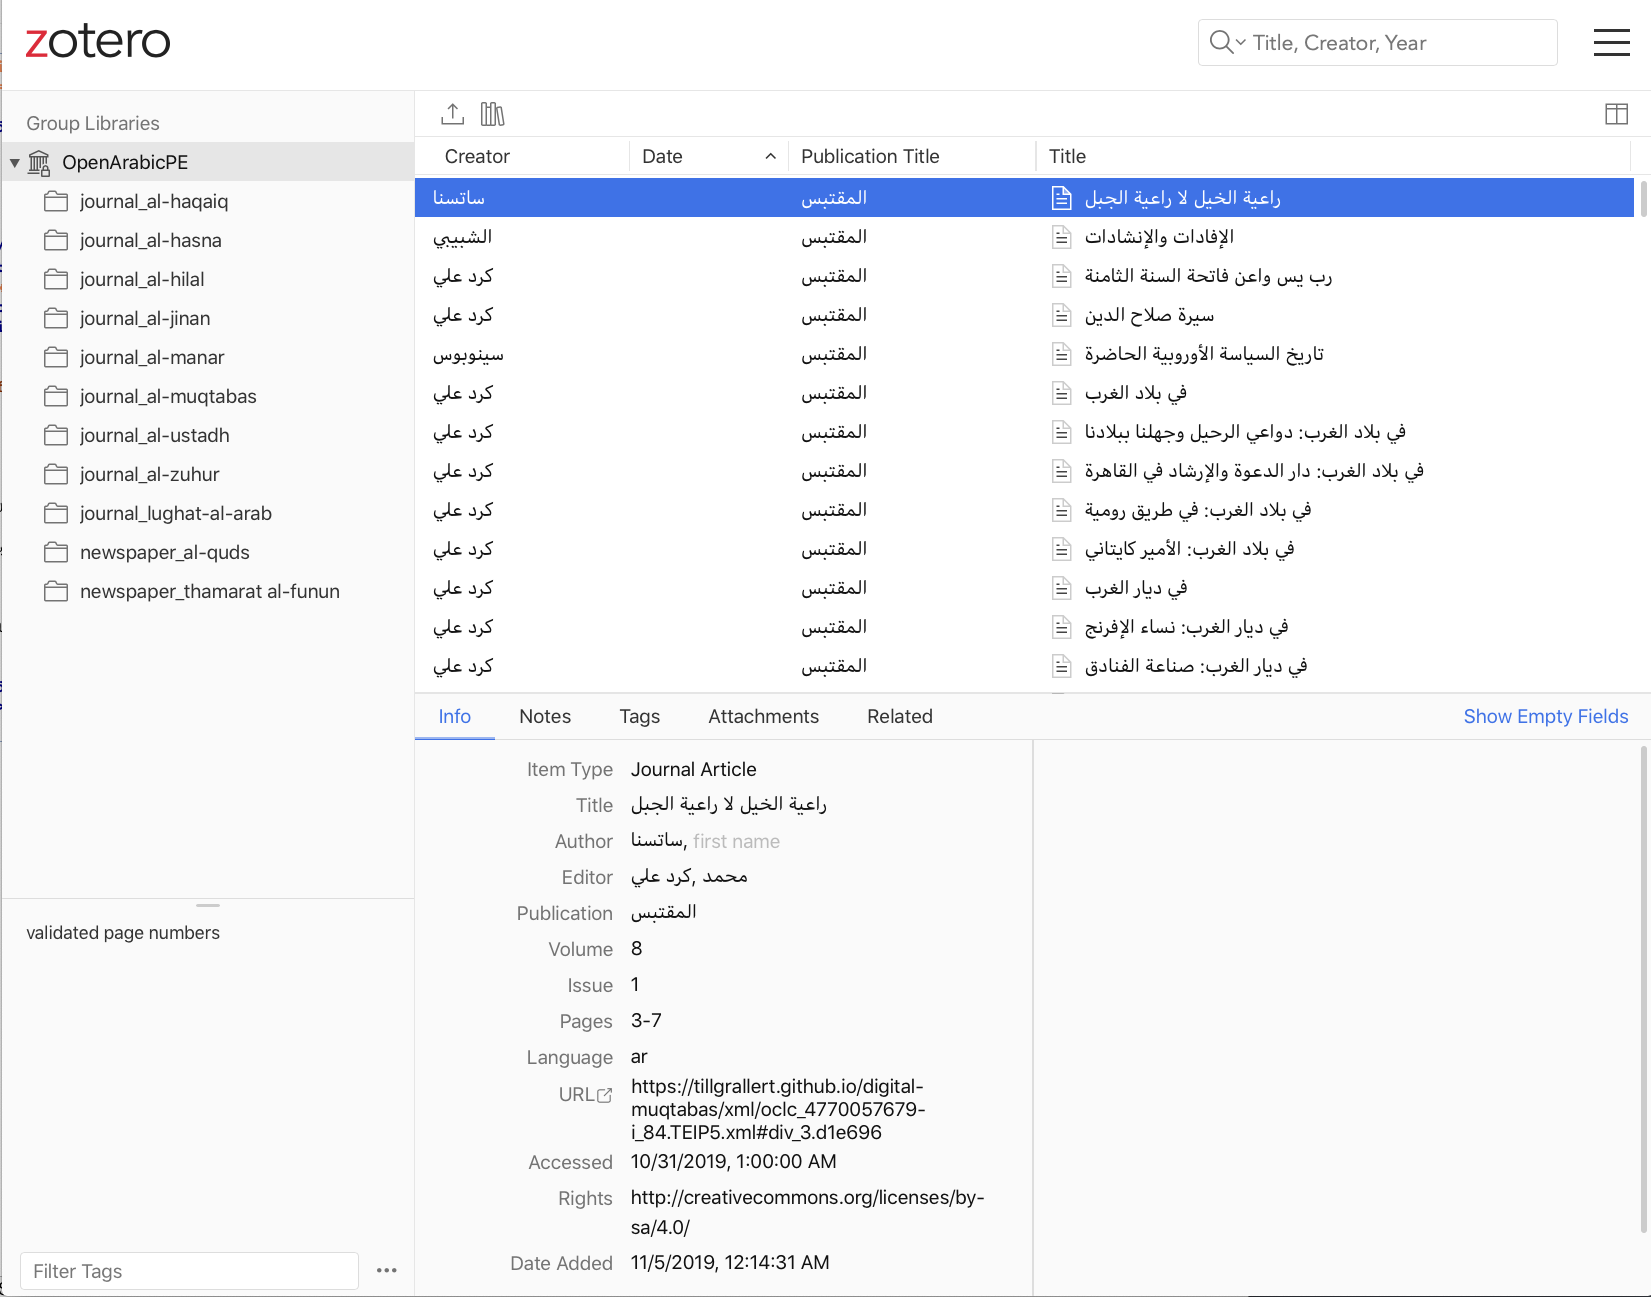 zotero
Title, Creator, Year
Group Libraries
OpenArabicPE
journal_al-haqaiq
journal_al-hasna
journal_al-hilal
journal_al-jinan
journal_al-manar
journal_al-muqtabas
journal_al-ustadh
journal_al-zuhur
journal_lughat-al-arab
newspaper_al-quds
newspaper_thamarat al-funun
validated page numbers
Filter Tags
Creator Date Publication Title Title
ساتسنا المقتبس راعية الخيل لا راعية الجبل
الشبيبي المقتبس الإفادات والإنشادات
كرد علي المقتبس رب يس واعن فاتحة السنة الثامنة
كرد علي المقتبس سيرة صلاح الدين
سينوبوس المقتبس تاريخ السياسة الأوروبية الحاضرة
كرد علي المقتبس في بلاد الغرب
كرد علي المقتبس في بلاد الغرب: دواعي الرحيل وجهلنا ببلادنا
كرد علي المقتبس في بلاد الغرب: دار الدعوة والإرشاد في القاهرة
كرد علي المقتبس في بلاد الغرب: في طريق رومية
كرد علي المقتبس في بلاد الغرب: الأمير كايتاني
كرد علي المقتبس في ديار الغرب
كرد علي المقتبس في ديار الغرب: نساء الإفرنج
كرد علي المقتبس في ديار الغرب: صناعة الفنادق
Info Notes Tags Attachments Related Show Empty Fields
Item Type Journal Article
Title راعية الخيل لا راعية الجبل
Author ساتسنا, first name
Editor محمد ,كرد علي
Publication المقتبس
Volume 8
Issue 1
Pages 3-7
Language ar
URL https://tillgrallert.github.io/digital-
muqtabas/xml/oclc_4770057679-
i_84.TEIP5.xml#div_3.d1e696
Accessed 10/31/2019, 1:00:00 AM
Rights http://creativecommons.org/licenses/by-
sa/4.0/
Date Added 11/5/2019, 12:14:31 AM